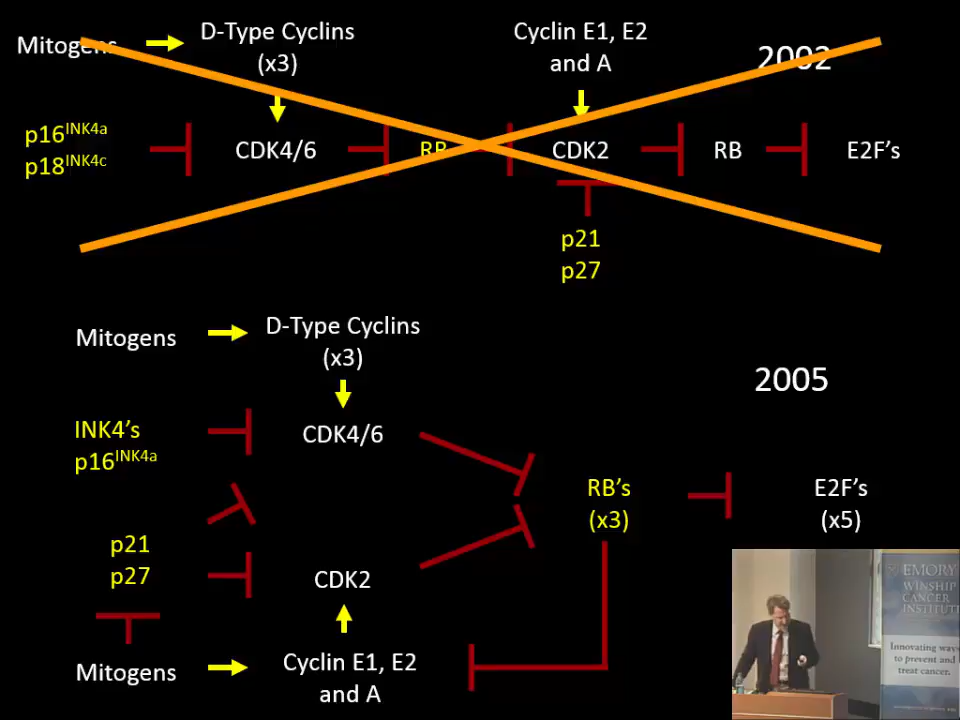 Mitogens
D-Type Cyclins
(x3)
Cyclin E1, E2
and A
2002
p16INK4a
p18INK4c
CDK4/6
RB
CDK2
RB
E2F's
p21
p27
Mitogens
D-Type Cyclins
(x3)
2005
INK4's
p16INK4a
CDK4/6
RB's
(x3)
E2F's
(x5)
p21
p27
CDK2
Mitogens
Cyclin E1, E2
and A
EMORY
WINSHIP
CANCER
INSTITUTE
Innovating ways
to prevent and
treat cancer.